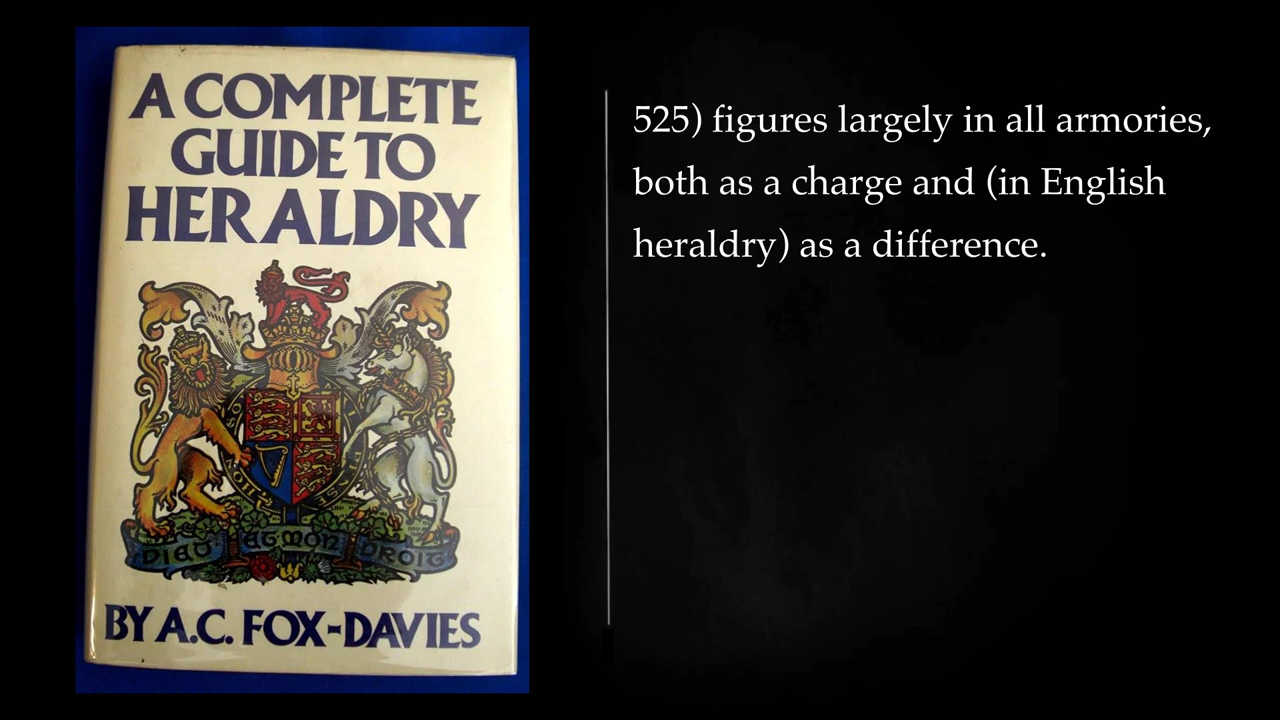 A COMPLETE
GUIDE TO
HERALDRY
DIEU ET MON DROIT
BY A.C. FOX-DAVIES
525) figures largely in all armories,
both as a charge and (in English
heraldry) as a difference.